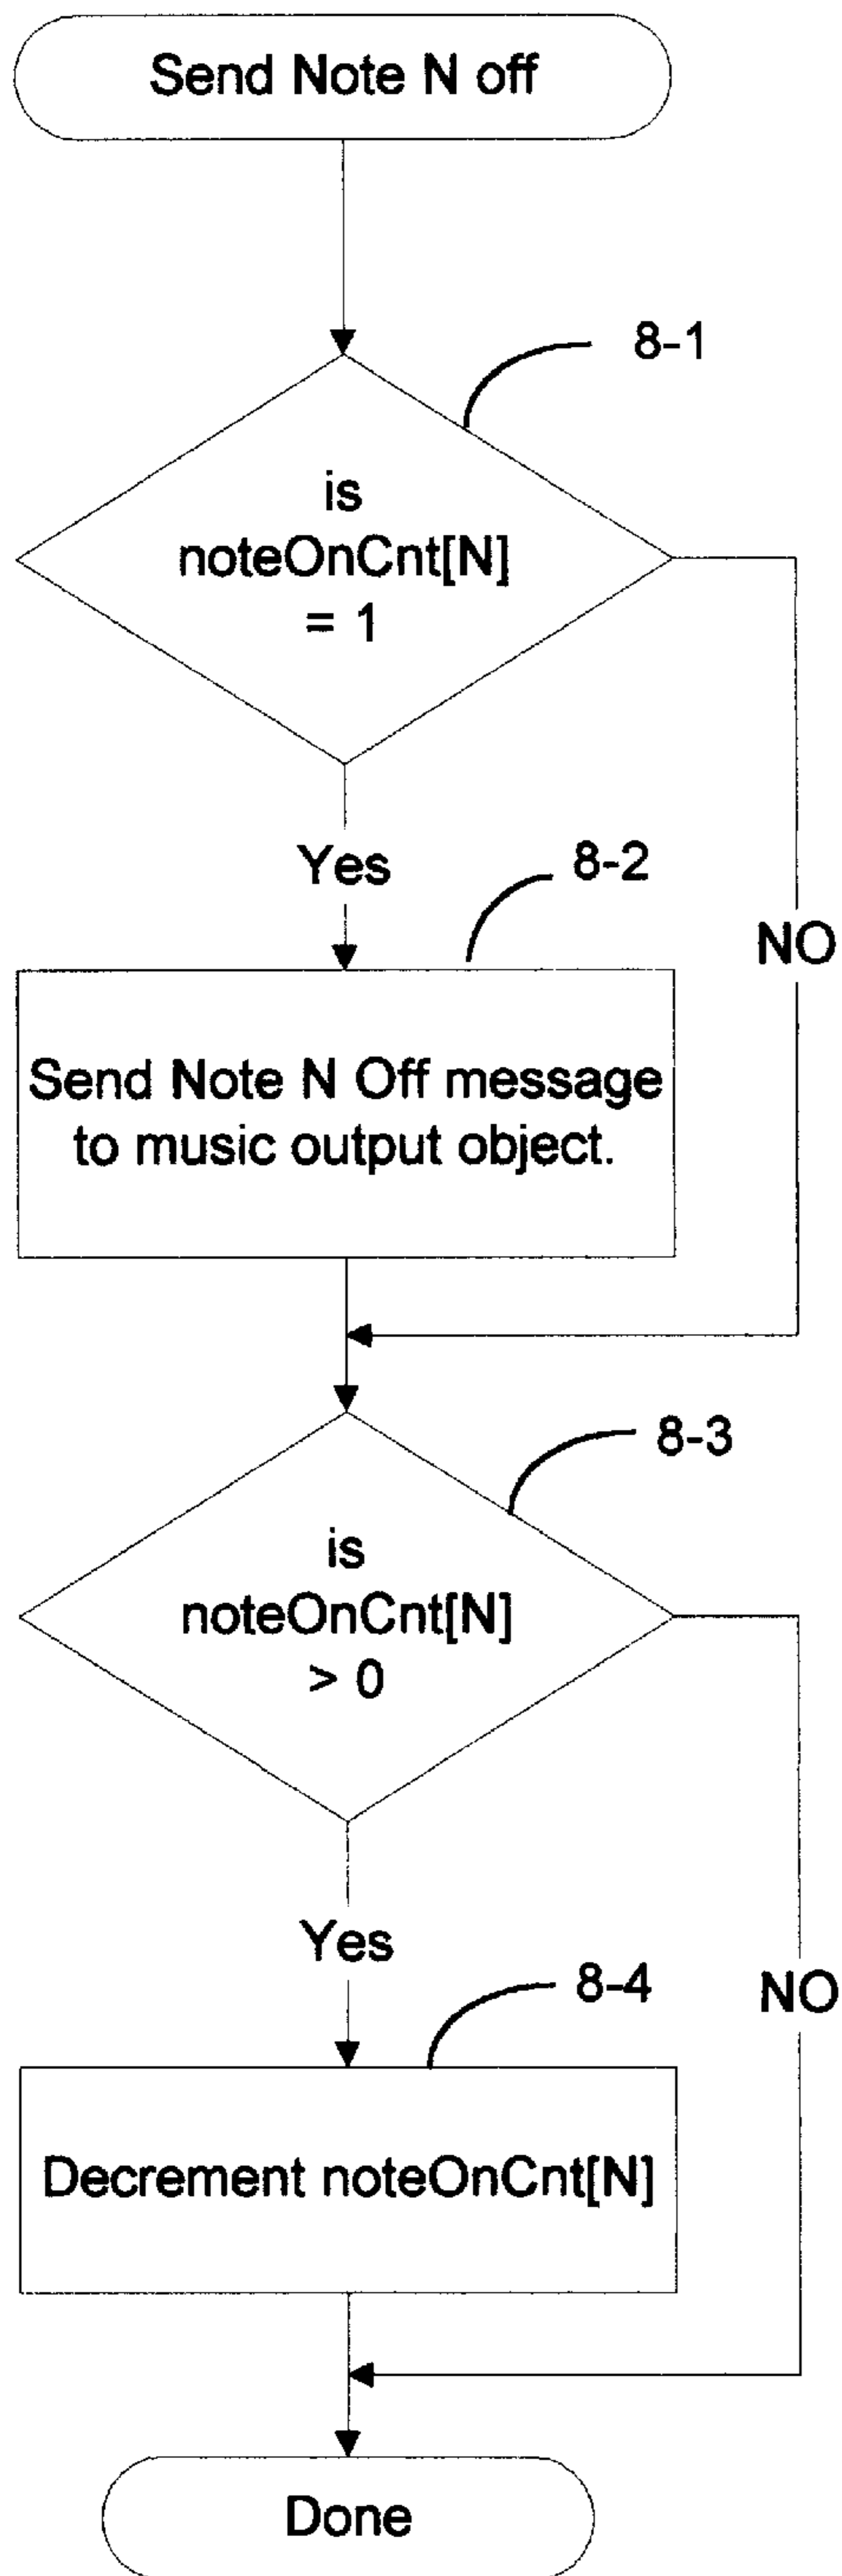 Send Note N off
8-1
is
noteOnCnt[N]
= 1
Yes
8-2
NO
Send Note N Off message
to music output object.
8-3
is
noteOnCnt[N]
> 0
Yes
8-4
NO
Decrement noteOnCnt[N]
Done